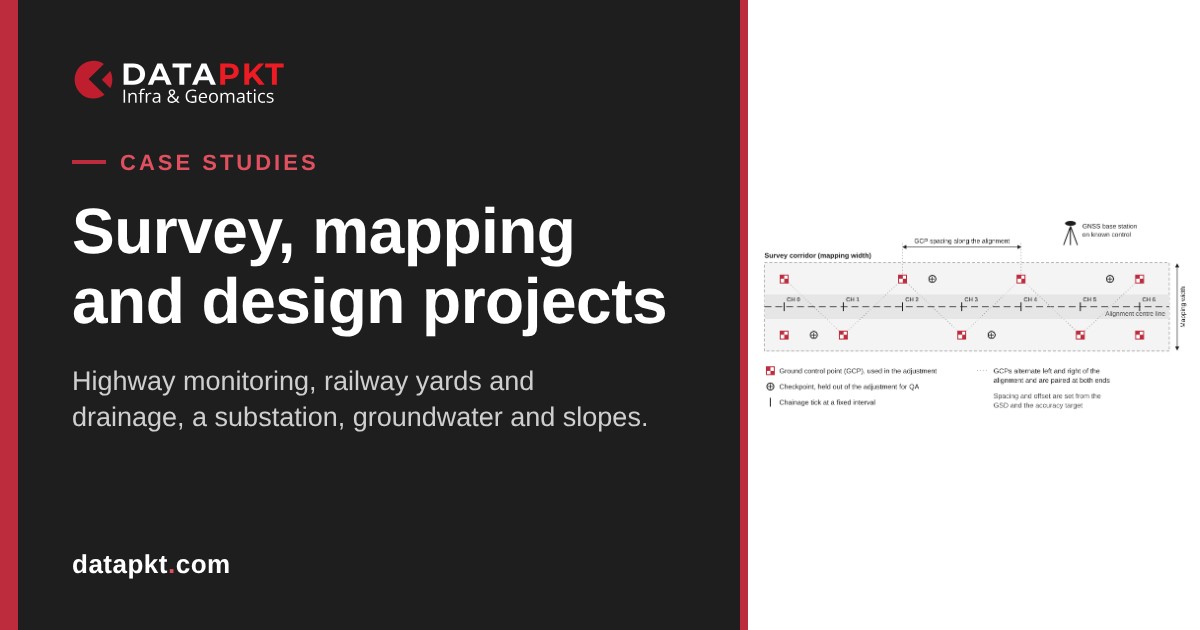 DATAPKT
Infra & Geomatics
CASE STUDIES
Survey, mapping
and design projects
Highway monitoring, railway yards and
drainage, a substation, groundwater and slopes.
datapkt.com
GNSS base station
on known control
GCP spacing along the alignment
Survey corridor (mapping width)
CH 0 CH 1 CH 2 CH 3 CH 4 CH 5 CH 6
Alignment centre line
Mapping width
Ground control point (GCP), used in the adjustment
Checkpoint, held out of the adjustment for QA
Chainage tick at a fixed interval
GCPs alternate left and right of the
alignment and are paired at both ends
Spacing and offset are set from the
GSD and the accuracy target